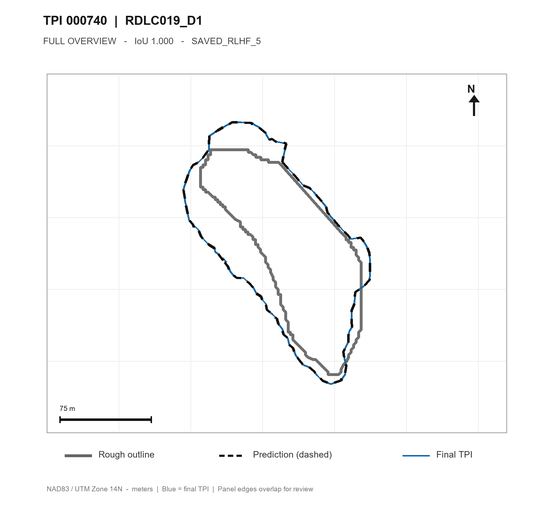 TPI 000740 | RDLC019_D1
FULL OVERVIEW - IoU 1.000 - SAVED_RLHF_5
N
75 m
Rough outline
Prediction (dashed)
Final TPI
NAD83 / UTM Zone 14N - meters | Blue = final TPI | Panel edges overlap for review